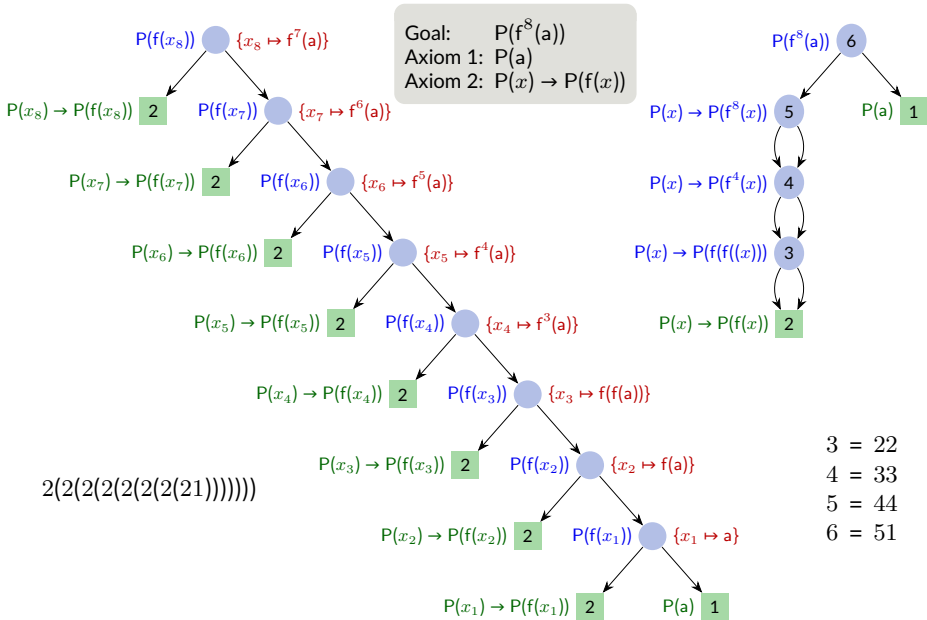 Goal: P(f⁸(a))
Axiom 1: P(a)
Axiom 2: P(x) → P(f(x))
P(f(x₈)) {x₈ ↦ f⁷(a)}
P(x₈) → P(f(x₈)) 2 P(f(x₇)) {x₇ ↦ f⁶(a)}
P(x₇) → P(f(x₇)) 2 P(f(x₆)) {x₆ ↦ f⁵(a)}
P(x₆) → P(f(x₆)) 2 P(f(x₅)) {x₅ ↦ f⁴(a)}
P(x₅) → P(f(x₅)) 2 P(f(x₄)) {x₄ ↦ f³(a)}
P(x₄) → P(f(x₄)) 2 P(f(x₃)) {x₃ ↦ f(f(a))}
P(x₃) → P(f(x₃)) 2 P(f(x₂)) {x₂ ↦ f(a)}
P(x₂) → P(f(x₂)) 2 P(f(x₁)) {x₁ ↦ a}
P(x₁) → P(f(x₁)) 2 P(a) 1
2(2(2(2(2(2(2(21)))))))
P(f⁸(a)) 6
P(x) → P(f⁸(x)) 5 P(a) 1
P(x) → P(f⁴(x)) 4
P(x) → P(f(f((x))) 3
P(x) → P(f(x)) 2
3 = 22
4 = 33
5 = 44
6 = 51